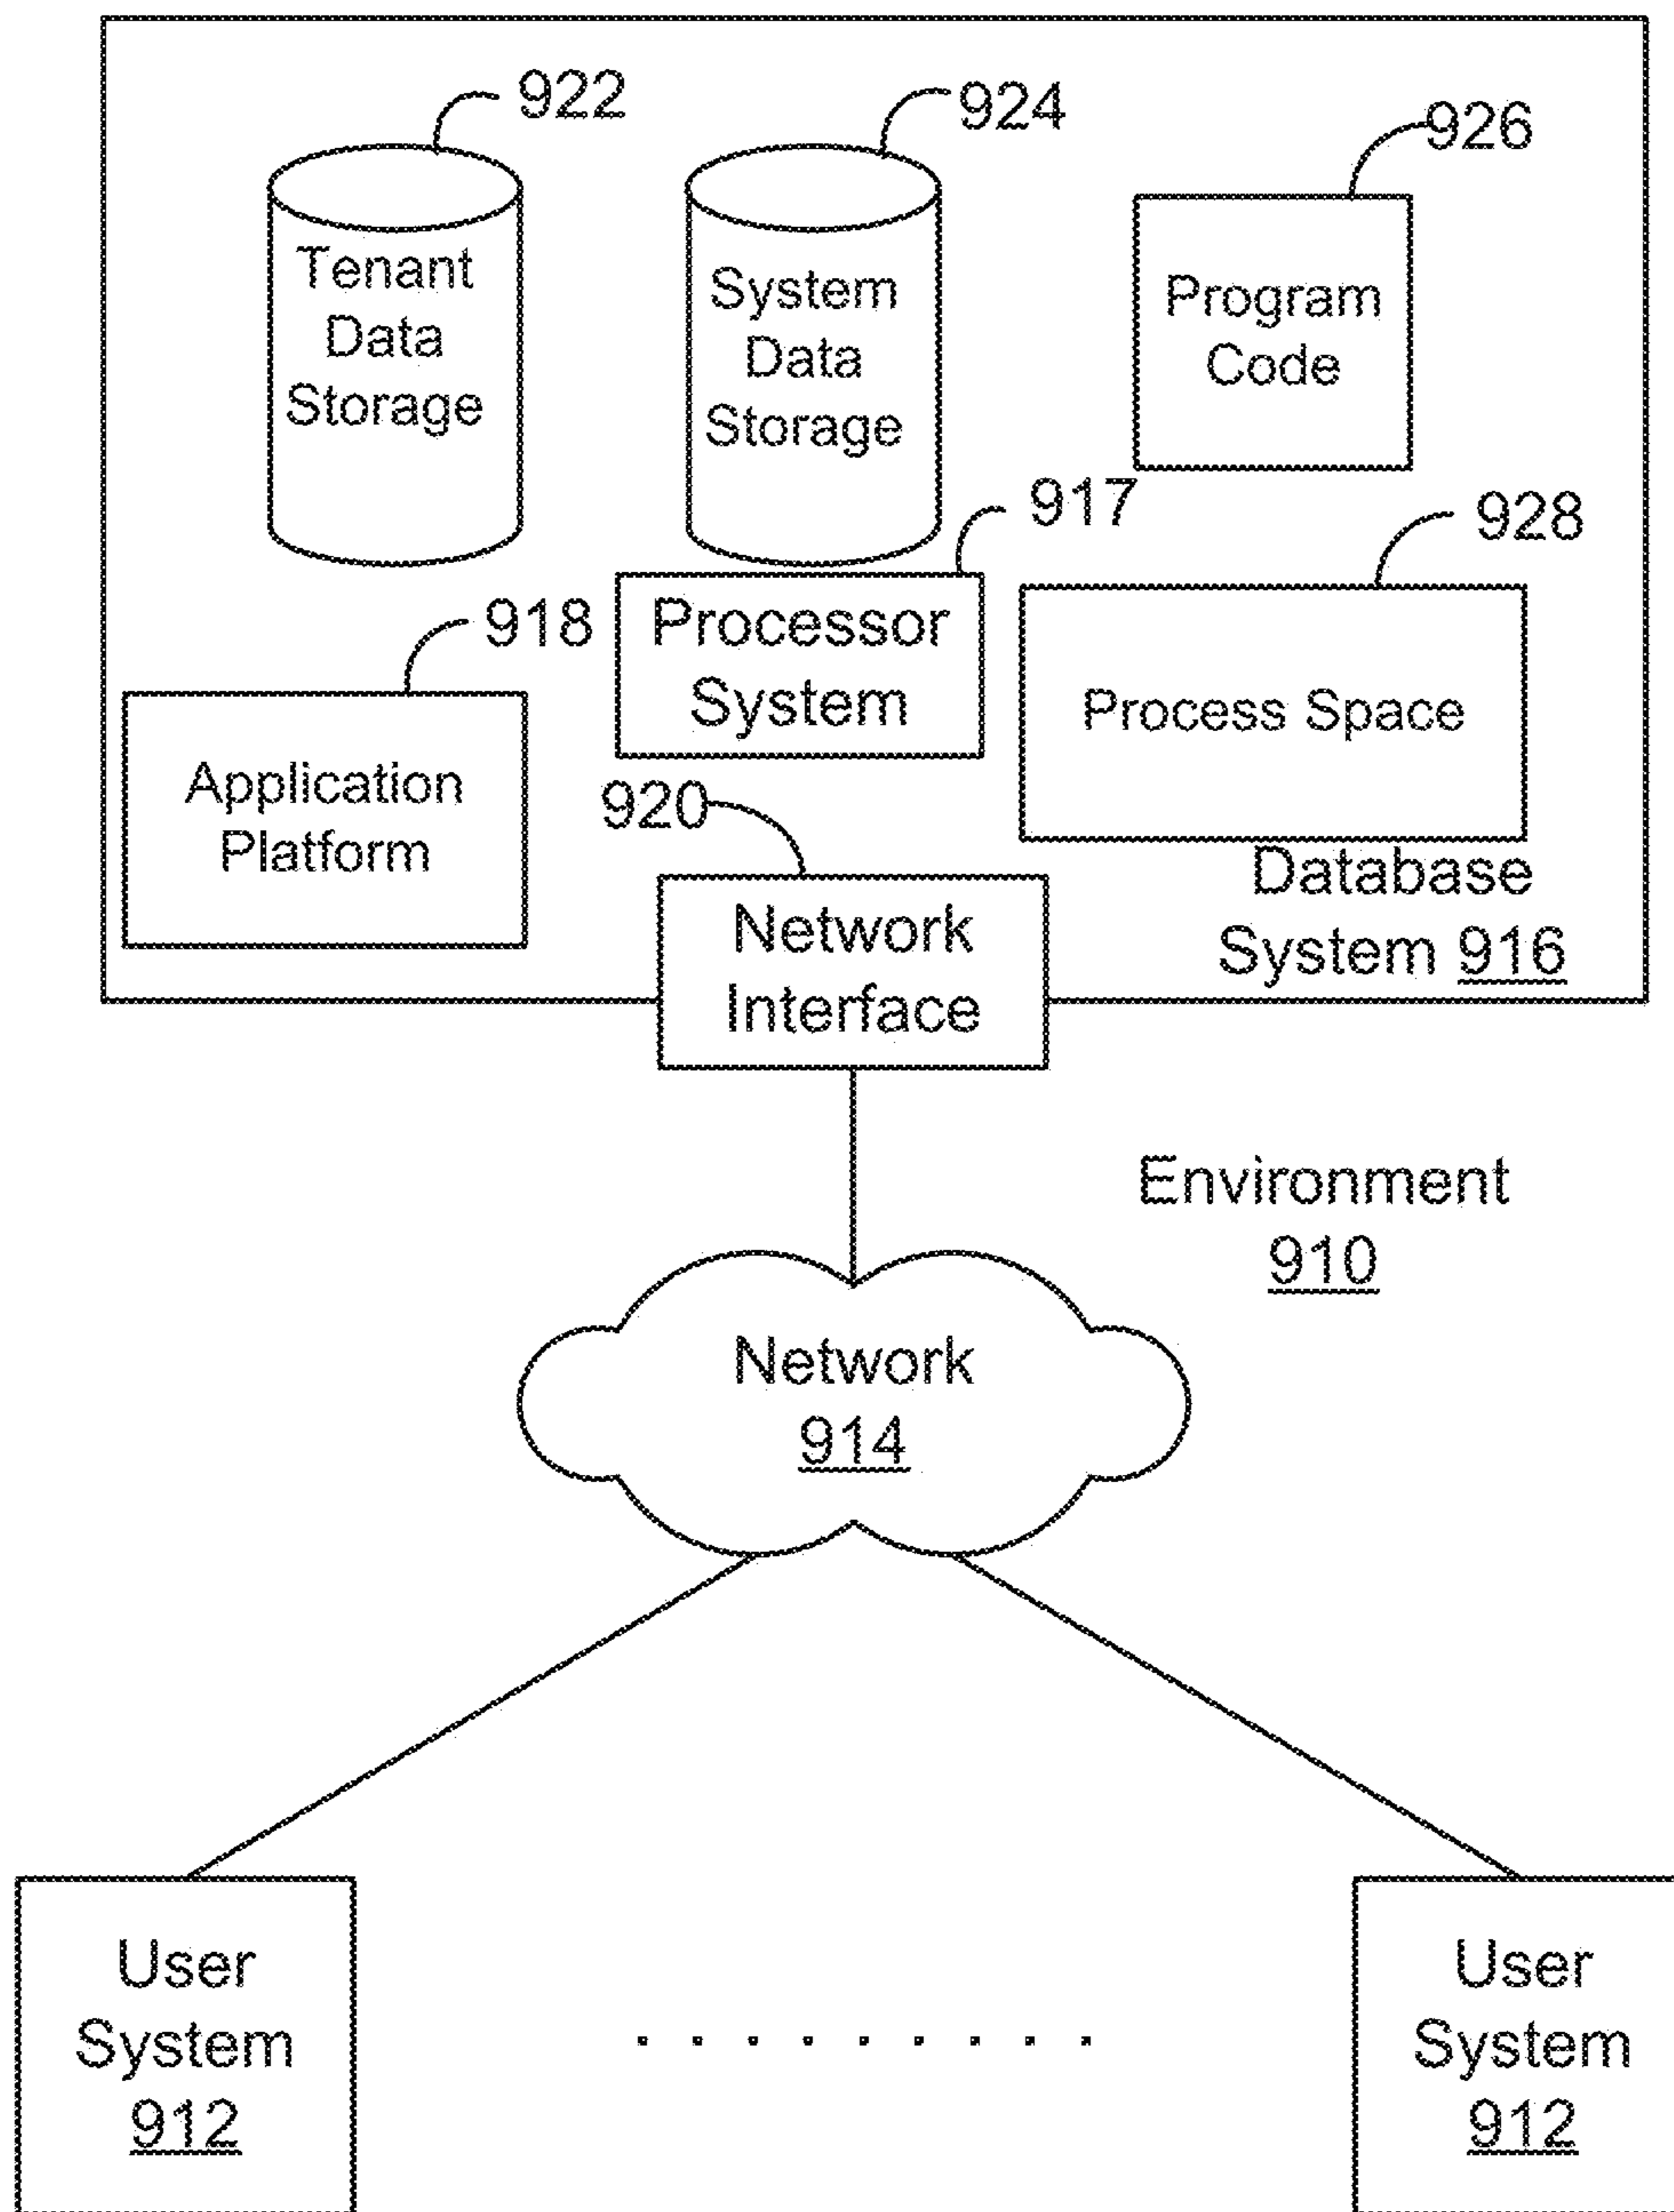 922
924
926
Tenant
Data
Storage
System
Data
Storage
Program
Code
917
928
918
Processor
System
Process Space
Application
Platform
920
Database
System 916
Network
Interface
Environment
910
Network
914
User
System
912
. . . . . . . . .
User
System
912